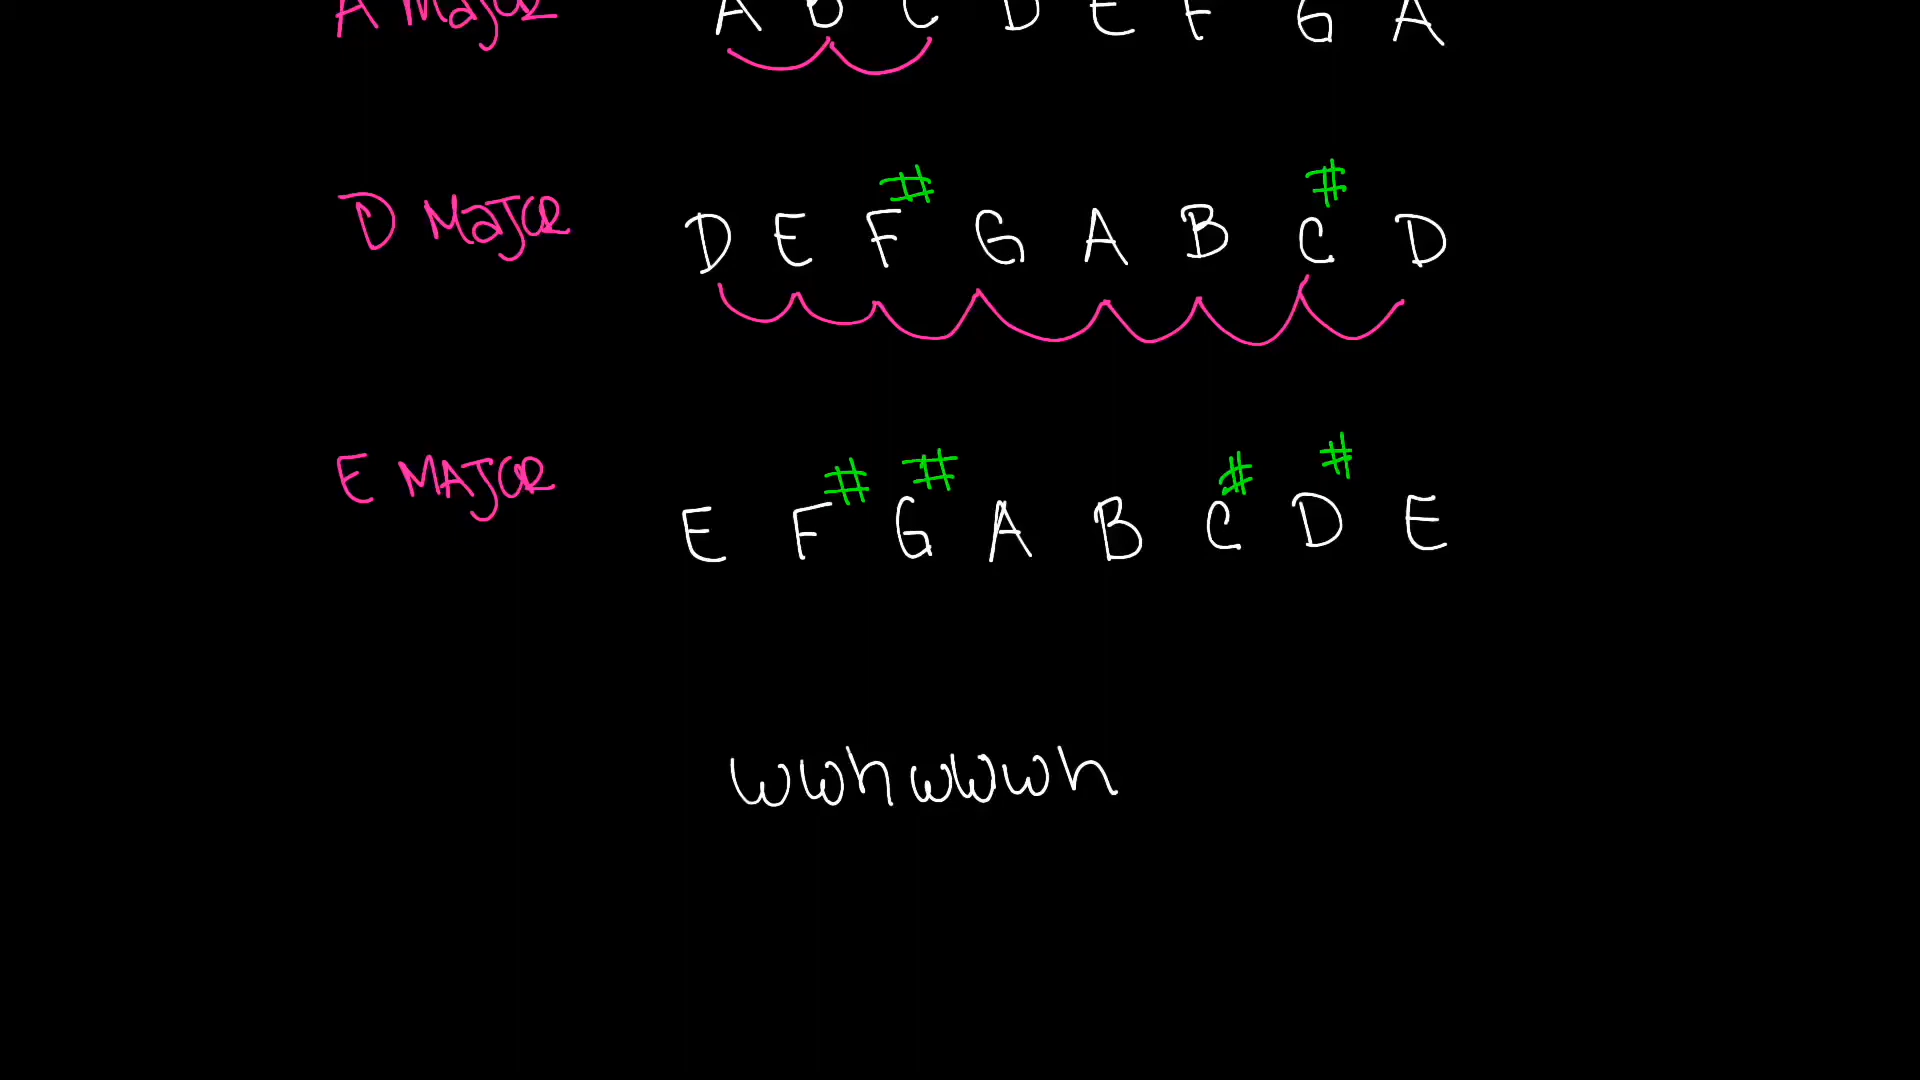 A Major A B C D E F G A
# #
D MaJOR D E F G A B C D
# # # #
E MAJOR E F G A B C D E
wwhwwwh